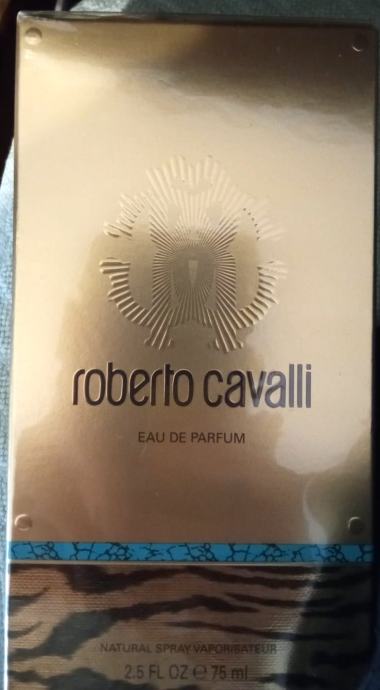 roberto cavalli
EAU DE PARFUM
NATURAL SPRAY VAPORISATEUR
2.5 FL OZ ℮ 75 ml